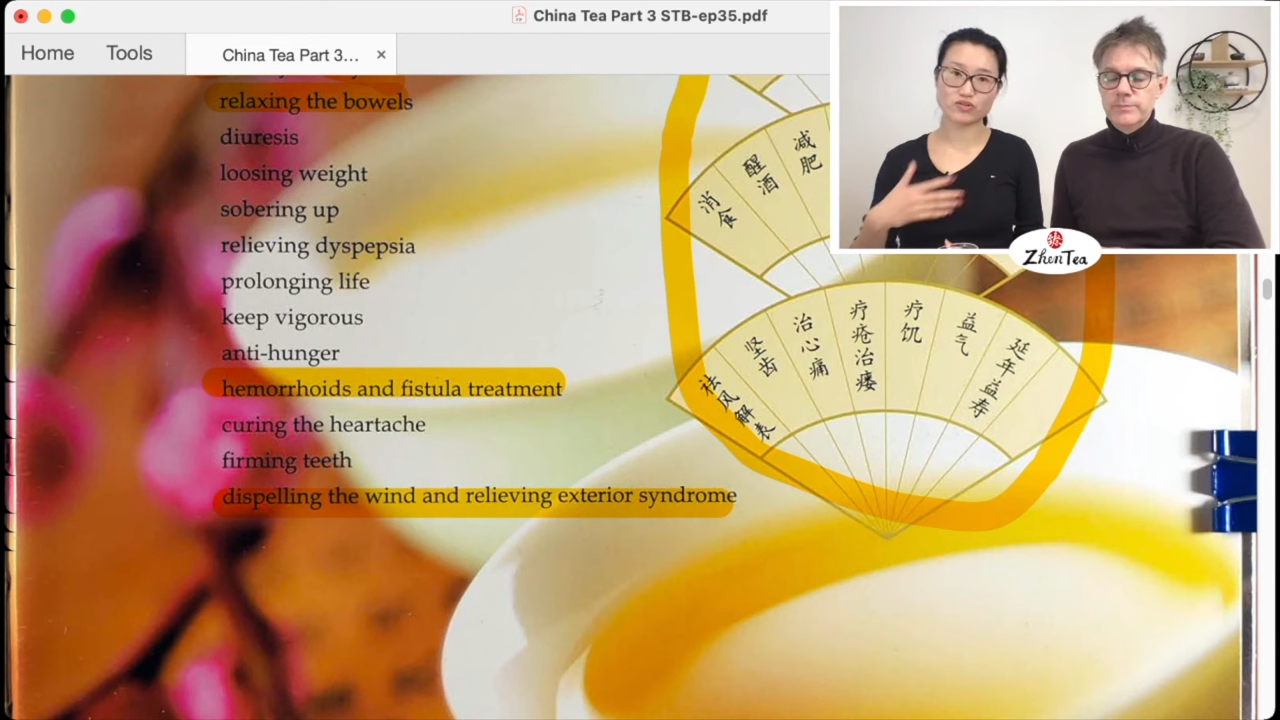 China Tea Part 3 STB-ep35.pdf
Home
Tools
China Tea Part 3...
×
relaxing the bowels
diuresis
loosing weight
sobering up
relieving dyspepsia
prolonging life
keep vigorous
anti-hunger
hemorrhoids and fistula treatment
curing the heartache
firming teeth
dispelling the wind and relieving exterior syndrome
减肥
醒酒
消食
延年益寿
益气
疗饥
疗疮治瘘
治心痛
坚齿
祛风解表
Zhen Tea